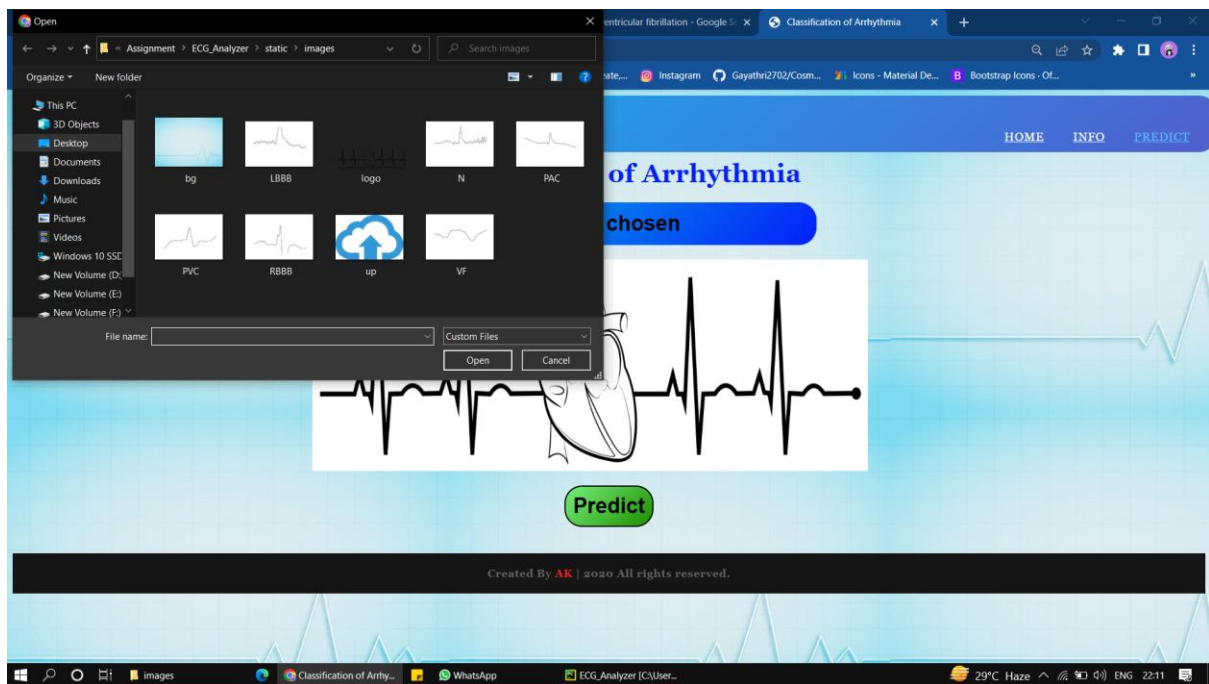 Open
entricular fibrillation - Google S
Classification of Arrhythmia
Assignment > ECG_Analyzer > static > images
Search images
Organize
New folder
eate,...
Instagram
Gayathri2702/Cosm...
Icons - Material De...
Bootstrap Icons · Of...
This PC
3D Objects
Desktop
Documents
Downloads
Music
Pictures
Videos
Windows 10 SSD
New Volume (D:
New Volume (E:)
New Volume (F:)
bg
LBBB
logo
N
PAC
PVC
RBBB
up
VF
File name:
Custom Files
Open
Cancel
HOME
INFO
PREDICT
of Arrhythmia
chosen
Predict
Created By AK | 2020 All rights reserved.
images
Classification of Arrhy...
WhatsApp
ECG_Analyzer [C:\User...
29°C Haze
ENG
22:11